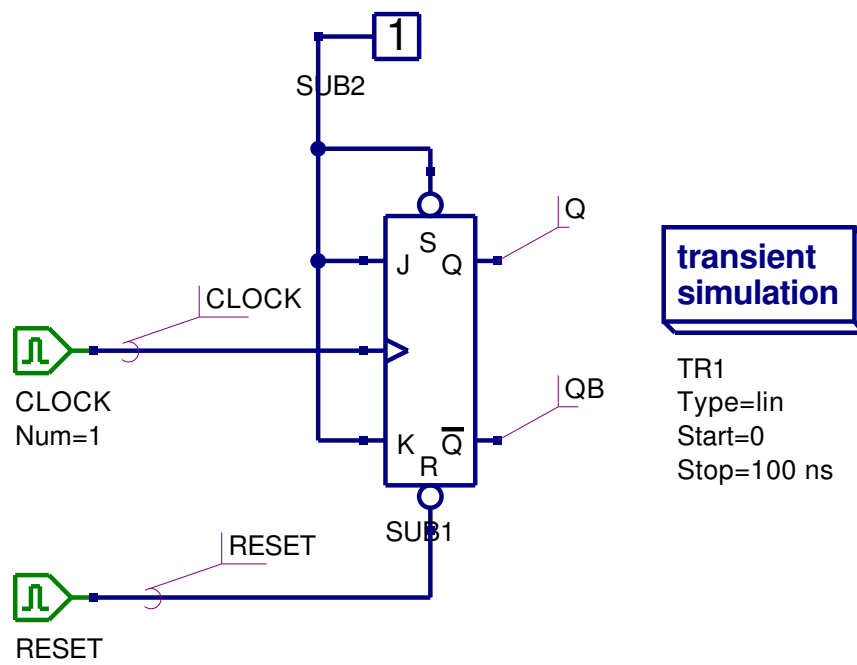 1
SUB2
S
J
Q
K
Q
R
SUB1
Q
QB
CLOCK
CLOCK
Num=1
RESET
RESET
transient
simulation
TR1
Type=lin
Start=0
Stop=100 ns